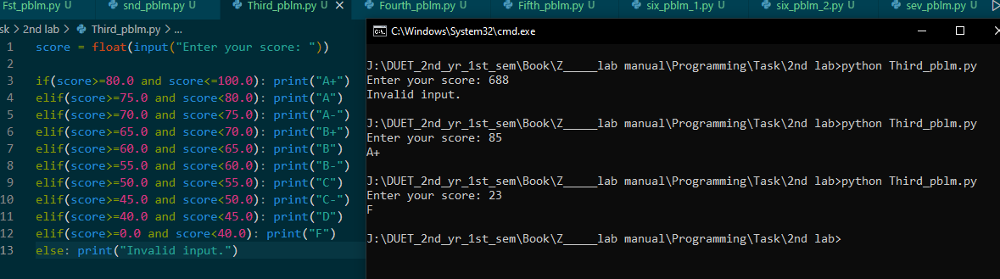 Fst_pblm.py U snd_pblm.py U Third_pblm.py U × Fourth_pblm.py U Fifth_pblm.py U six_pblm_1.py U six_pblm_2.py U sev_pblm.py U
sk > 2nd lab > Third_pblm.py > ...
1 score = float(input("Enter your score: "))
2
3 if(score>=80.0 and score<=100.0): print("A+")
4 elif(score>=75.0 and score<80.0): print("A")
5 elif(score>=70.0 and score<75.0): print("A-")
6 elif(score>=65.0 and score<70.0): print("B+")
7 elif(score>=60.0 and score<65.0): print("B")
8 elif(score>=55.0 and score<60.0): print("B-")
9 elif(score>=50.0 and score<55.0): print("C")
10 elif(score>=45.0 and score<50.0): print("C-")
11 elif(score>=40.0 and score<45.0): print("D")
12 elif(score>=0.0 and score<40.0): print("F")
13 else: print("Invalid input.")
C:\Windows\System32\cmd.exe
J:\DUET_2nd_yr_1st_sem\Book\Z_____lab manual\Programming\Task\2nd lab>python Third_pblm.py
Enter your score: 688
Invalid input.
J:\DUET_2nd_yr_1st_sem\Book\Z_____lab manual\Programming\Task\2nd lab>python Third_pblm.py
Enter your score: 85
A+
J:\DUET_2nd_yr_1st_sem\Book\Z_____lab manual\Programming\Task\2nd lab>python Third_pblm.py
Enter your score: 23
F
J:\DUET_2nd_yr_1st_sem\Book\Z_____lab manual\Programming\Task\2nd lab>